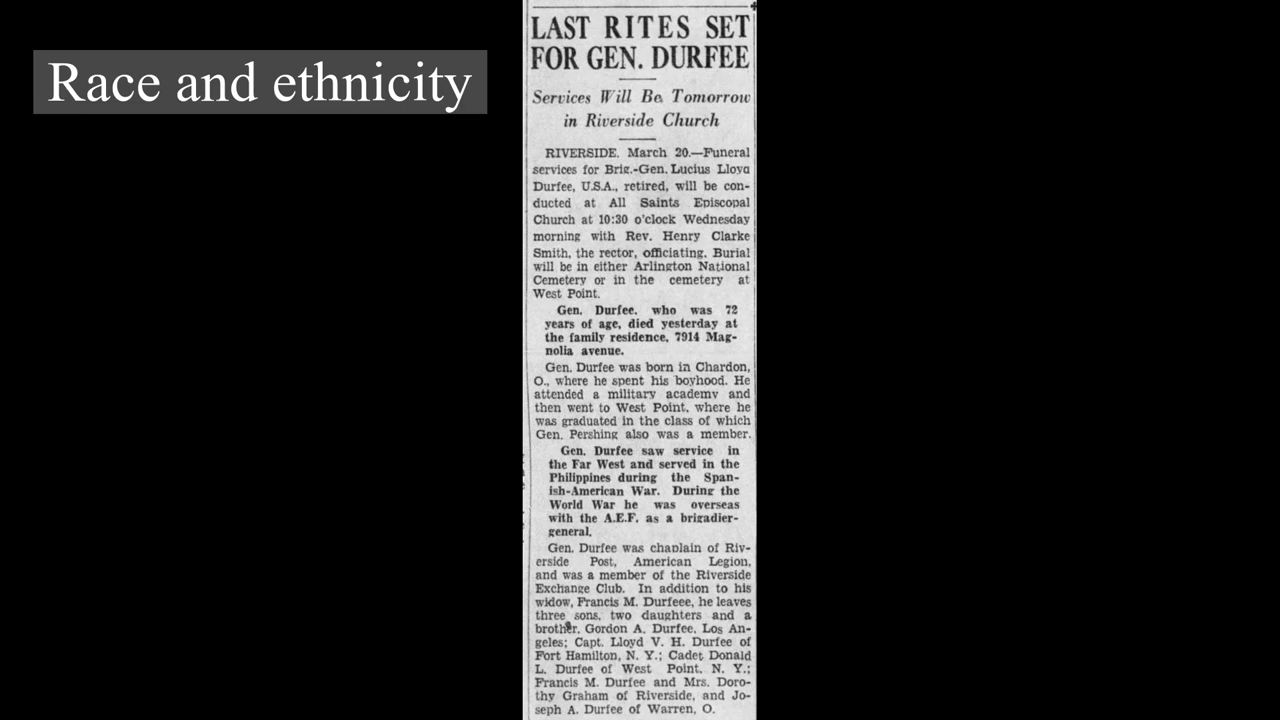 Race and ethnicity
LAST RITES SET
FOR GEN. DURFEE
Services Will Be Tomorrow
in Riverside Church
RIVERSIDE, March 20.—Funeral
services for Brig.-Gen. Lucius Lloyd
Durfee, U.S.A., retired, will be con-
ducted at All Saints Episcopal
Church at 10:30 o'clock Wednesday
morning with Rev. Henry Clarke
Smith, the rector, officiating. Burial
will be in either Arlington National
Cemetery or in the cemetery at
West Point.
Gen. Durfee, who was 72
years of age, died yesterday at
the family residence, 7914 Mag-
nolia avenue.
Gen. Durfee was born in Chardon,
O., where he spent his boyhood. He
attended a military academy and
then went to West Point, where he
was graduated in the class of which
Gen. Pershing also was a member.
Gen. Durfee saw service in
the Far West and served in the
Philippines during the Span-
ish-American War. During the
World War he was overseas
with the A.E.F. as a brigadier-
general.
Gen. Durfee was chaplain of Riv-
erside Post, American Legion,
and was a member of the Riverside
Exchange Club. In addition to his
widow, Francis M. Durfeee, he leaves
three sons, two daughters and a
brother, Gordon A. Durfee, Los An-
geles; Capt. Lloyd V. H. Durfee of
Fort Hamilton, N. Y.; Cadet Donald
L. Durfee of West Point, N. Y.;
Francis M. Durfee and Mrs. Doro-
thy Graham of Riverside, and Jo-
seph A. Durfee of Warren, O.